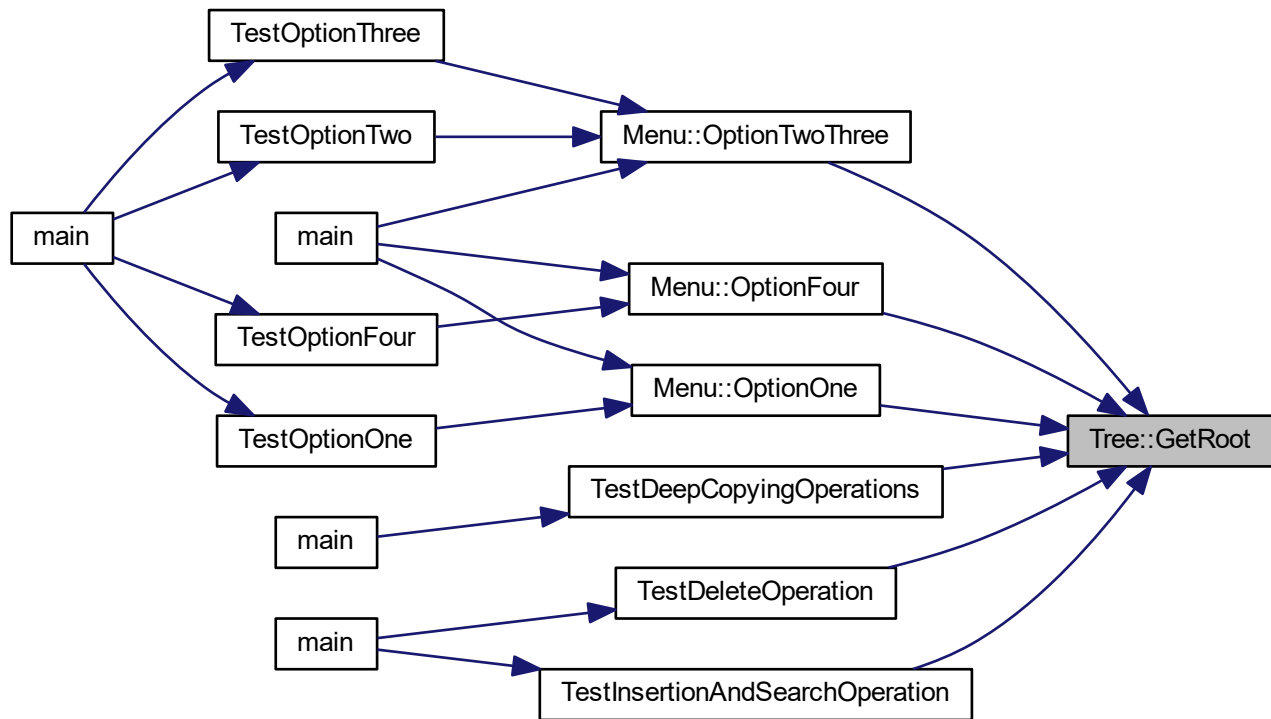 TestOptionThree
TestOptionTwo
Menu::OptionTwoThree
main
main
Menu::OptionFour
TestOptionFour
Menu::OptionOne
TestOptionOne
Tree::GetRoot
TestDeepCopyingOperations
main
TestDeleteOperation
main
TestInsertionAndSearchOperation